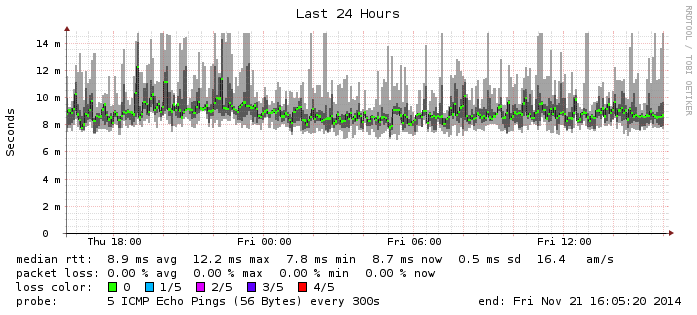 Last 24 Hours
RRDTOOL / TOBI OETIKER
Seconds
14 m
12 m
10 m
8 m
6 m
4 m
2 m
0
Thu 18:00 Fri 00:00 Fri 06:00 Fri 12:00
median rtt: 8.9 ms avg 12.2 ms max 7.8 ms min 8.7 ms now 0.5 ms sd 16.4 am/s
packet loss: 0.00 % avg 0.00 % max 0.00 % min 0.00 % now
loss color: 0 1/5 2/5 3/5 4/5
probe: 5 ICMP Echo Pings (56 Bytes) every 300s end: Fri Nov 21 16:05:20 2014